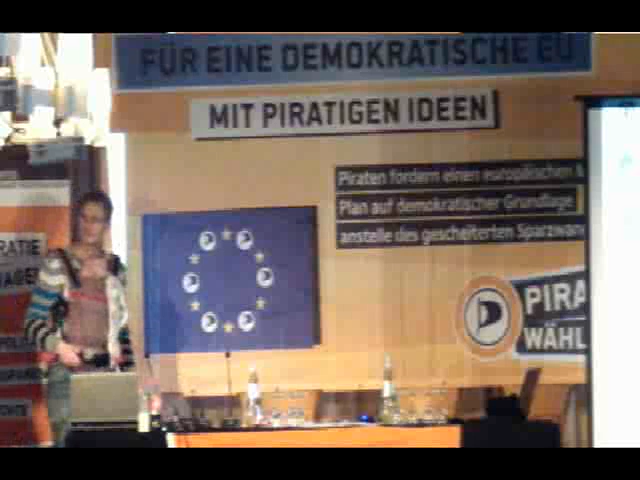 FÜR EINE DEMOKRATISCHE EU
MIT PIRATIGEN IDEEN
Piraten fordern einen europäischen
Plan auf demokratischer Grundlage
anstelle des gescheiterten
PIRA
WÄHL